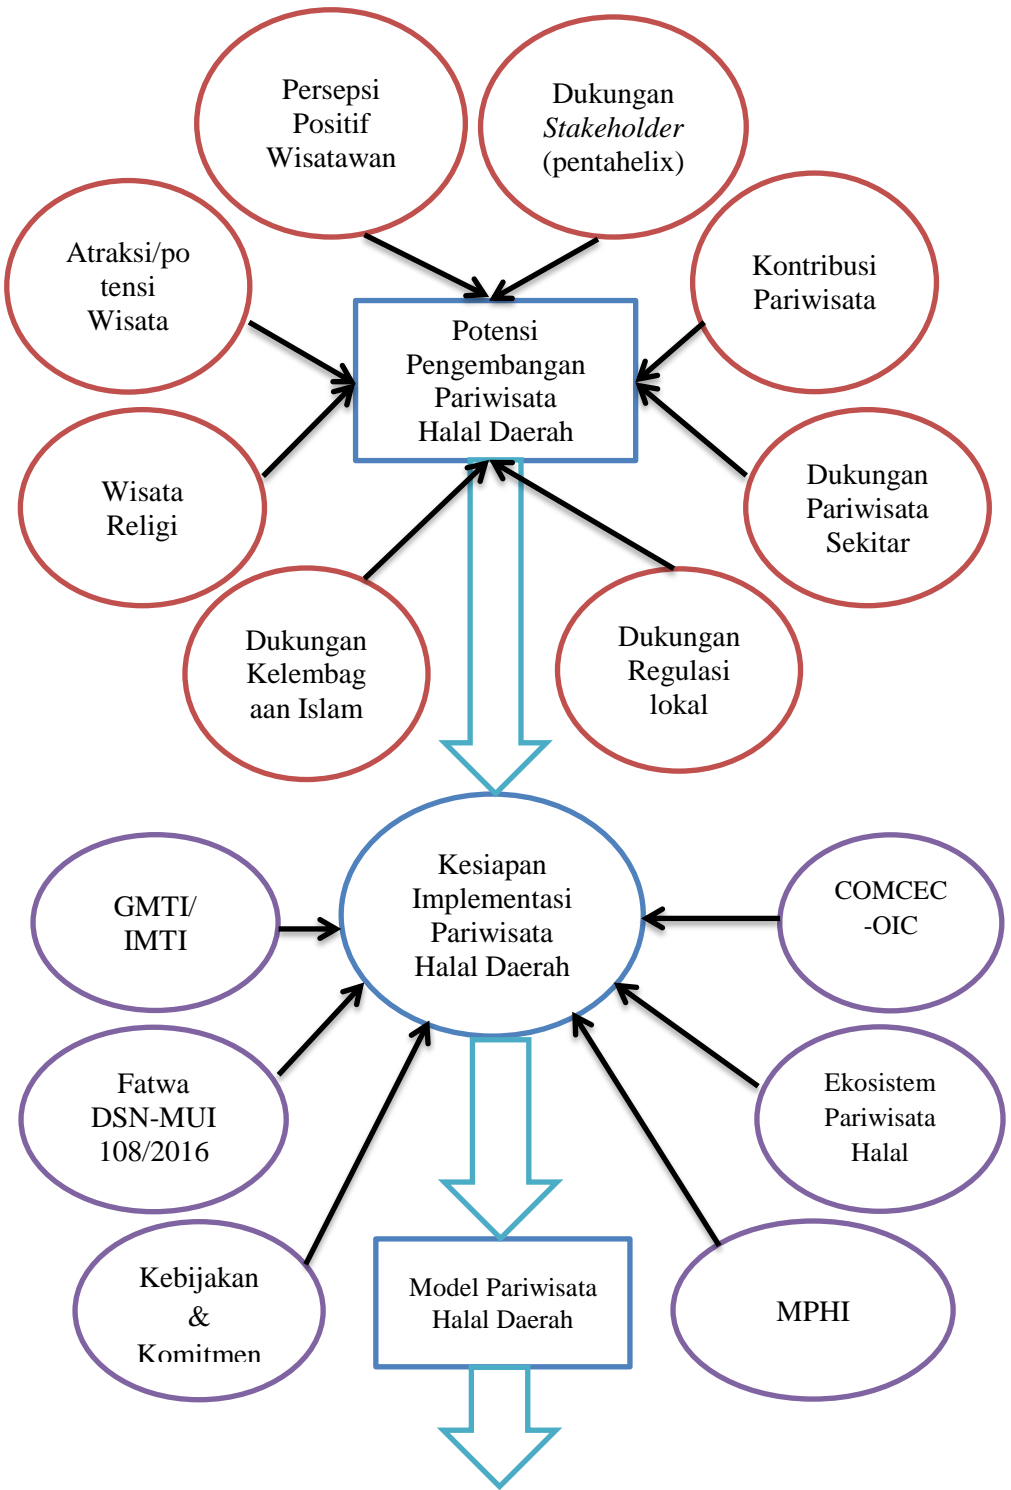 Persepsi
Positif
Wisatawan
Dukungan
Stakeholder
(pentahelix)
Atraksi/po
tensi
Wisata
Kontribusi
Pariwisata
Potensi
Pengembangan
Pariwisata
Halal Daerah
Wisata
Religi
Dukungan
Pariwisata
Sekitar
Dukungan
Kelembag
aan Islam
Dukungan
Regulasi
lokal
Kesiapan
Implementasi
Pariwisata
Halal Daerah
GMTI/
IMTI
COMCEC
-OIC
Fatwa
DSN-MUI
108/2016
Ekosistem
Pariwisata
Halal
Kebijakan
&
Komitmen
Model Pariwisata
Halal Daerah
MPHI